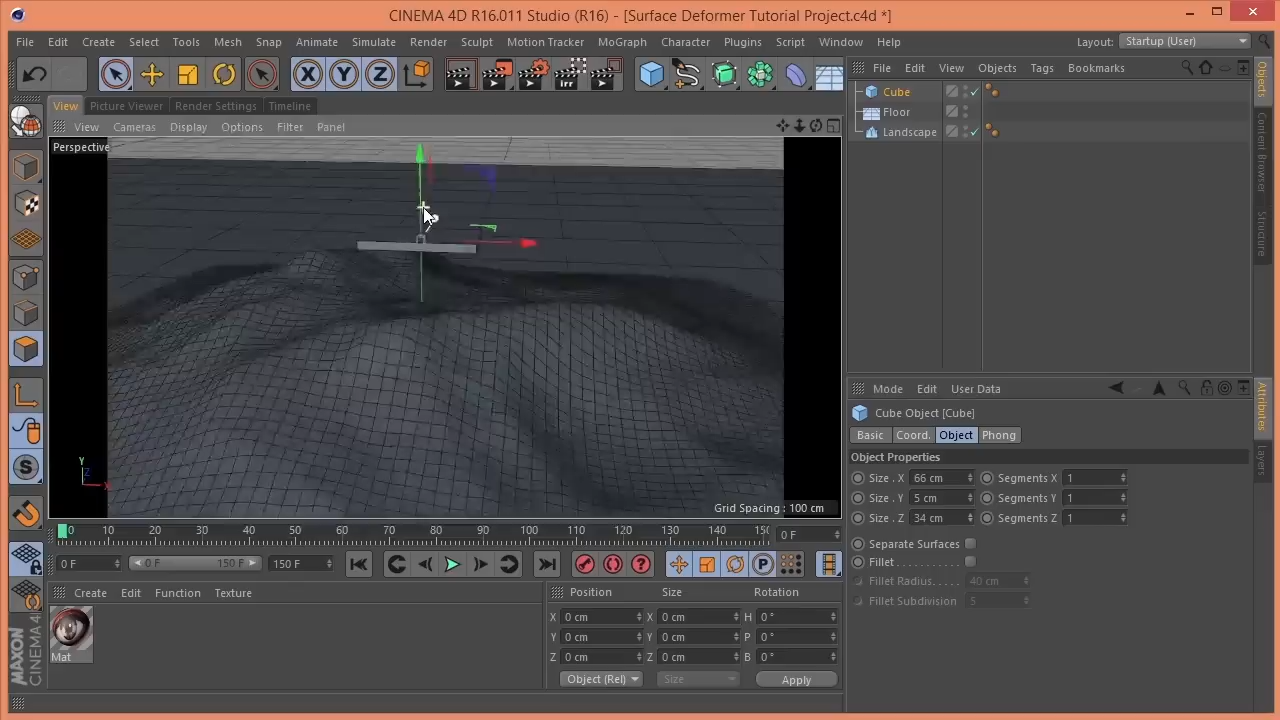 CINEMA 4D R16.011 Studio (R16) - [Surface Deformer Tutorial Project.c4d *]
File Edit Create Select Tools Mesh Snap Animate Simulate Render Sculpt Motion Tracker MoGraph Character Plugins Script Window Help Layout: Startup (User)
X Y Z
File Edit View Objects Tags Bookmarks
View Picture Viewer Render Settings Timeline
View Cameras Display Options Filter Panel
Perspective
Cube
Floor
Landscape
Objects
Content Browser
Structure
Mode Edit User Data
Cube Object [Cube]
Basic Coord. Object Phong
Object Properties
Size . X 66 cm Segments X 1
Size . Y 5 cm Segments Y 1
Size . Z 34 cm Segments Z 1
Separate Surfaces
Fillet . . . . . . . . . . .
Fillet Radius. . . . . 40 cm
Fillet Subdivision 5
Attributes
Layers
Y
Z
X
Grid Spacing : 100 cm
0 10 20 30 40 50 60 70 80 90 100 110 120 130 140 0 F
0 F 0 F 150 F 150 F
Create Edit Function Texture
Mat
Position Size Rotation
X 0 cm X 0 cm H 0 °
Y 0 cm Y 0 cm P 0 °
Z 0 cm Z 0 cm B 0 °
Object (Rel) Size Apply
MAXON
CINEMA 4D